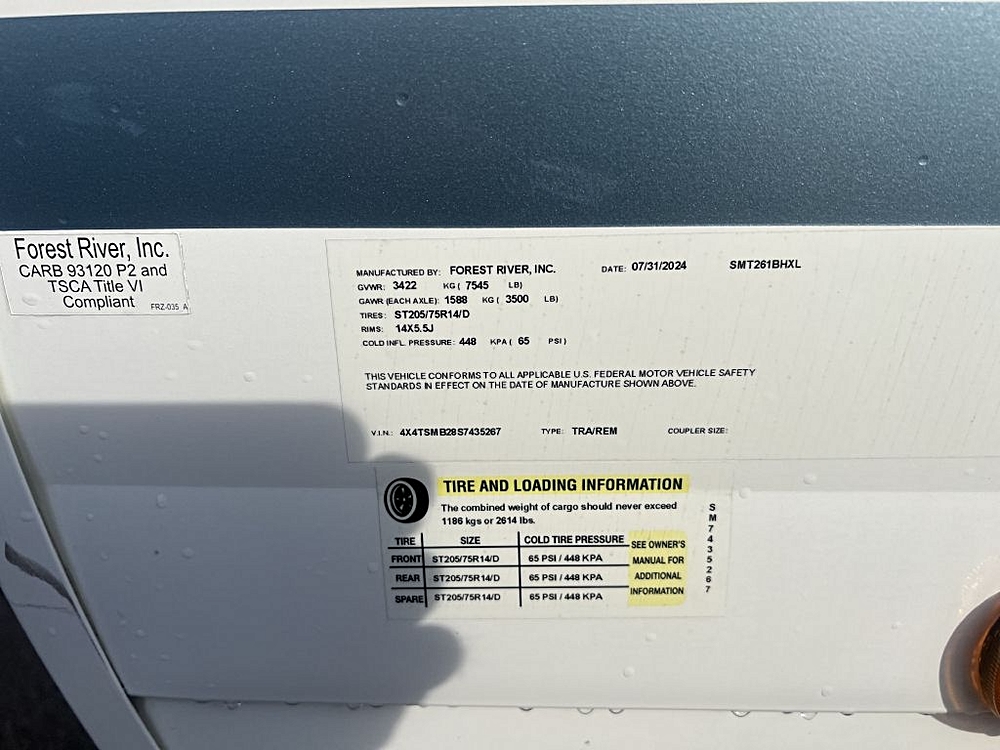 Forest River, Inc.
CARB 93120 P2 and
TSCA Title VI
Compliant
FRZ-035 A
MANUFACTURED BY: FOREST RIVER, INC. DATE: 07/31/2024 SMT261BHXL
GVWR: 3422 KG ( 7545 LB)
GAWR (EACH AXLE): 1588 KG ( 3500 LB)
TIRES: ST205/75R14/D
RIMS: 14X5.5J
COLD INFL. PRESSURE: 448 KPA ( 65 PSI )
THIS VEHICLE CONFORMS TO ALL APPLICABLE U.S. FEDERAL MOTOR VEHICLE SAFETY
STANDARDS IN EFFECT ON THE DATE OF MANUFACTURE SHOWN ABOVE.
V.I.N.: 4X4TSMB28S7435267 TYPE: TRA/REM COUPLER SIZE:
TIRE AND LOADING INFORMATION
The combined weight of cargo should never exceed
1186 kgs or 2614 lbs.
TIRE SIZE COLD TIRE PRESSURE
FRONT ST205/75R14/D 65 PSI / 448 KPA
REAR ST205/75R14/D 65 PSI / 448 KPA
SPARE ST205/75R14/D 65 PSI / 448 KPA
SEE OWNER'S
MANUAL FOR
ADDITIONAL
INFORMATION
SM7435267